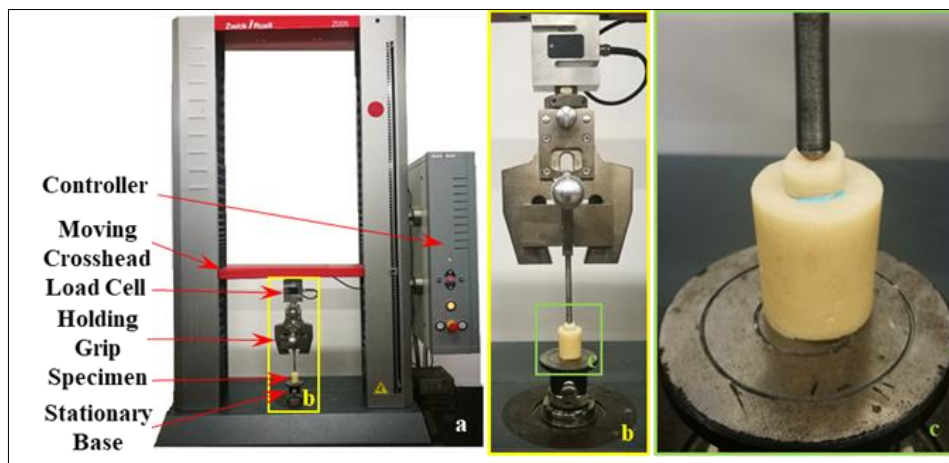 Zwick / Roell Z005
Controller
Moving
Crosshead
Load Cell
Holding
Grip
Specimen
Stationary
Base
a
b
b
c
c